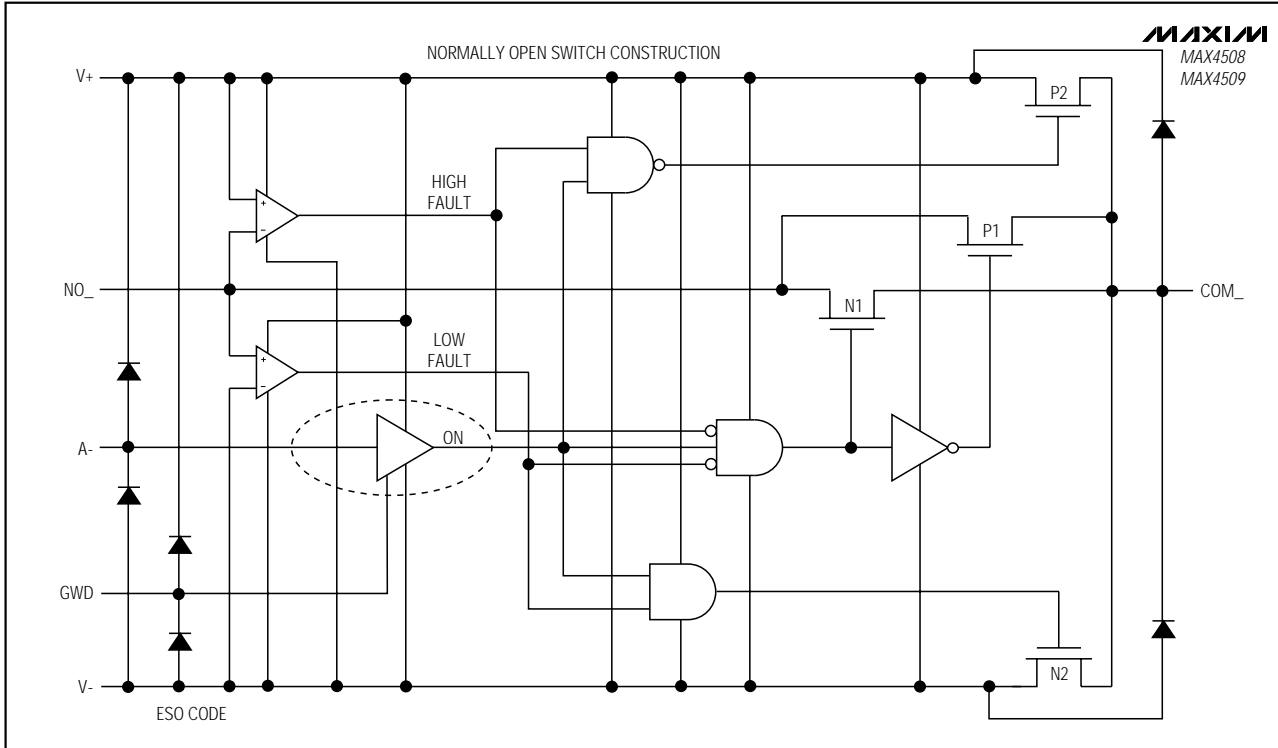 MAXIM
NORMALLY OPEN SWITCH CONSTRUCTION
MAX4508
MAX4509
V+
P2
+
-
HIGH
FAULT
P1
NO_
COM_
N1
+
-
LOW
FAULT
A-
ON
GWD
N2
V-
ESO CODE